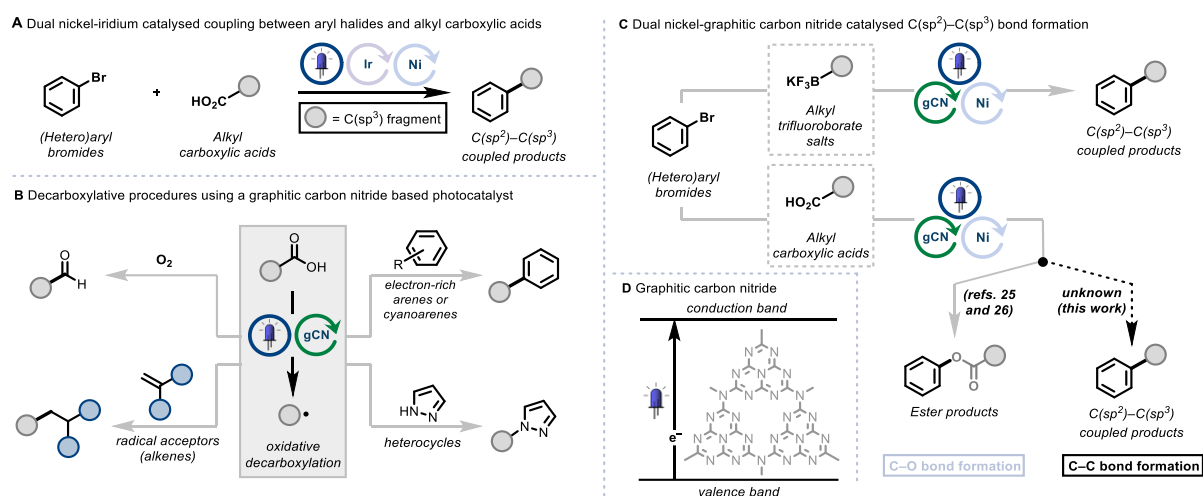 A Dual nickel-iridium catalysed coupling between aryl halides and alkyl carboxylic acids
Br
(Hetero)aryl
bromides
+
HO2C
Alkyl
carboxylic acids
Ir
Ni
= C(sp3) fragment
C(sp2)–C(sp3)
coupled products
B Decarboxylative procedures using a graphitic carbon nitride based photocatalyst
O
H
O2
O
OH
R
electron-rich
arenes or
cyanoarenes
gCN
radical acceptors
(alkenes)
oxidative
decarboxylation
HN
N
heterocycles
N
N
C Dual nickel-graphitic carbon nitride catalysed C(sp2)–C(sp3) bond formation
Br
(Hetero)aryl
bromides
KF3B
Alkyl
trifluoroborate
salts
gCN
Ni
C(sp2)–C(sp3)
coupled products
HO2C
Alkyl
carboxylic acids
gCN
Ni
(refs. 25
and 26)
unknown
(this work)
O
O
Ester products
C(sp2)–C(sp3)
coupled products
C–O bond formation
C–C bond formation
D Graphitic carbon nitride
conduction band
e–
valence band